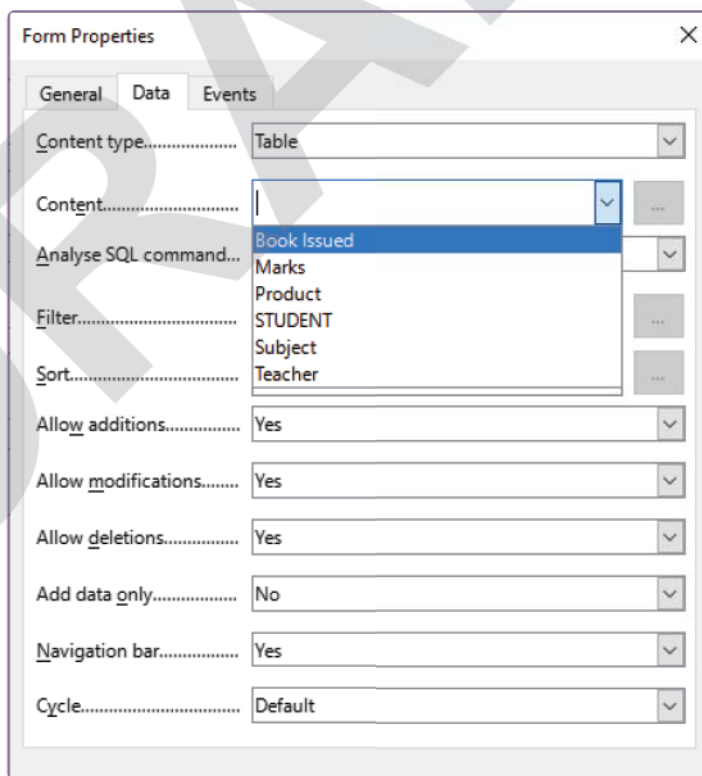 Form Properties
General Data Events
Content type.................... Table
Content............................. 
Book Issued
Analyse SQL command...
Marks
Product
Filter..................................
STUDENT
Subject
Sort...................................
Teacher
Allow additions................ Yes
Allow modifications........ Yes
Allow deletions................ Yes
Add data only.................. No
Navigation bar................. Yes
Cycle.................................. Default